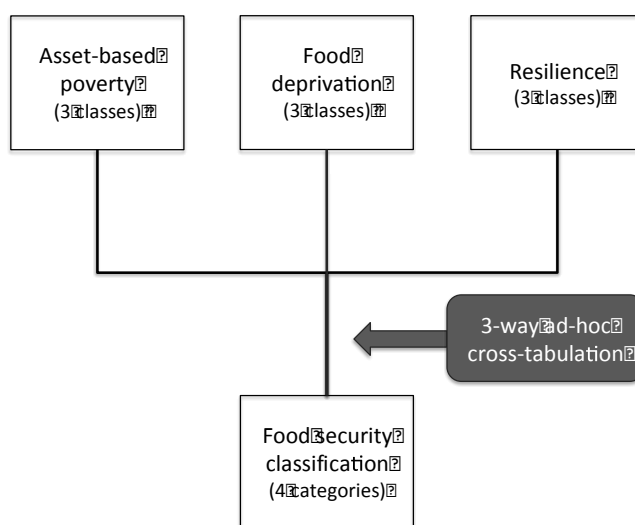 Asset-based
poverty
(3 classes)
Food
deprivation
(3 classes)
Resilience
(3 classes)
3-way ad-hoc
cross-tabulation
Food security
classification
(4 categories)